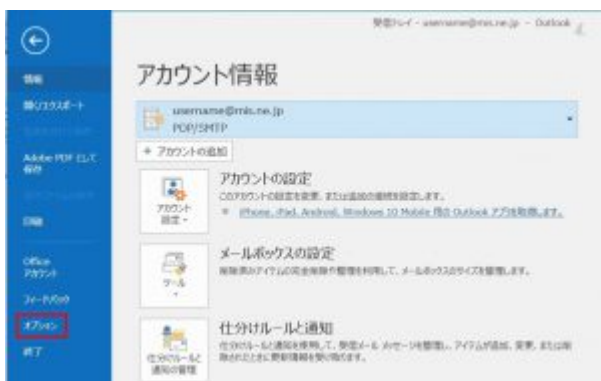 受信トレイ - username@mis.ne.jp - Outlook
情報
開く/エクスポート
Adobe PDF として
保存
印刷
Office
アカウント
フィードバック
オプション
終了
アカウント情報
username@mis.ne.jp
POP/SMTP
+ アカウントの追加
アカウント
設定
アカウントの設定
このアカウントの設定を変更、または追加の接続を設定します。
iPhone、iPad、Android、Windows 10 Mobile 用の Outlook アプリを取得します。
ツール
メールボックスの設定
削除済みアイテムの完全削除や整理を利用して、メールボックスのサイズを管理します。
仕分けルールと
通知の管理
仕分けルールと通知
仕分けルールと通知を使用して、受信メール メッセージを整理し、アイテムが追加、変更、または削
除されたときに更新情報を受け取ります。